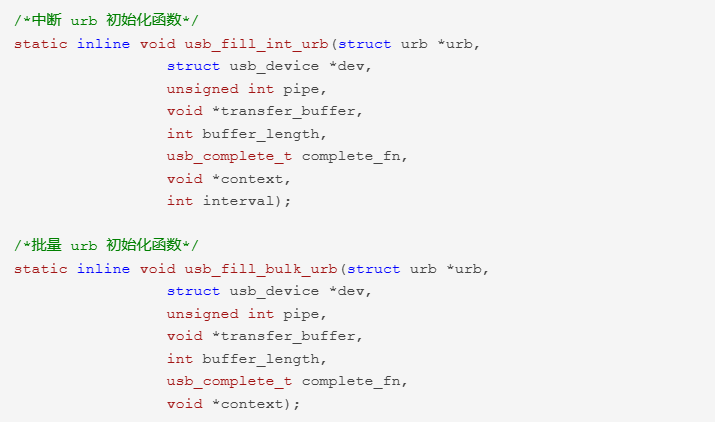 /*中断 urb 初始化函数*/
static inline void usb_fill_int_urb(struct urb *urb,
struct usb_device *dev,
unsigned int pipe,
void *transfer_buffer,
int buffer_length,
usb_complete_t complete_fn,
void *context,
int interval);
/*批量 urb 初始化函数*/
static inline void usb_fill_bulk_urb(struct urb *urb,
struct usb_device *dev,
unsigned int pipe,
void *transfer_buffer,
int buffer_length,
usb_complete_t complete_fn,
void *context);